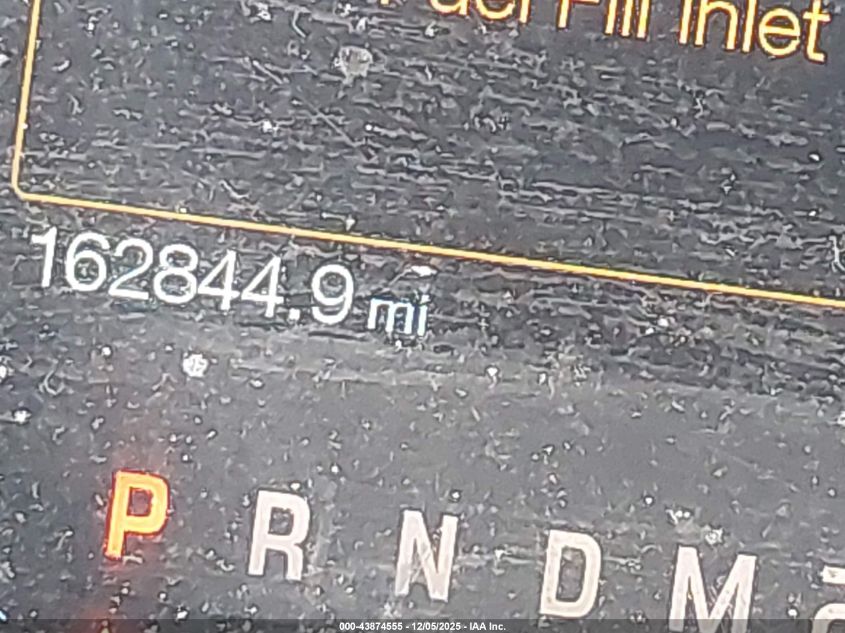 Fuel Fill Inlet
162844.9 mi
P R N D M
000-43874555 - 12/05/2025 - IAA Inc.